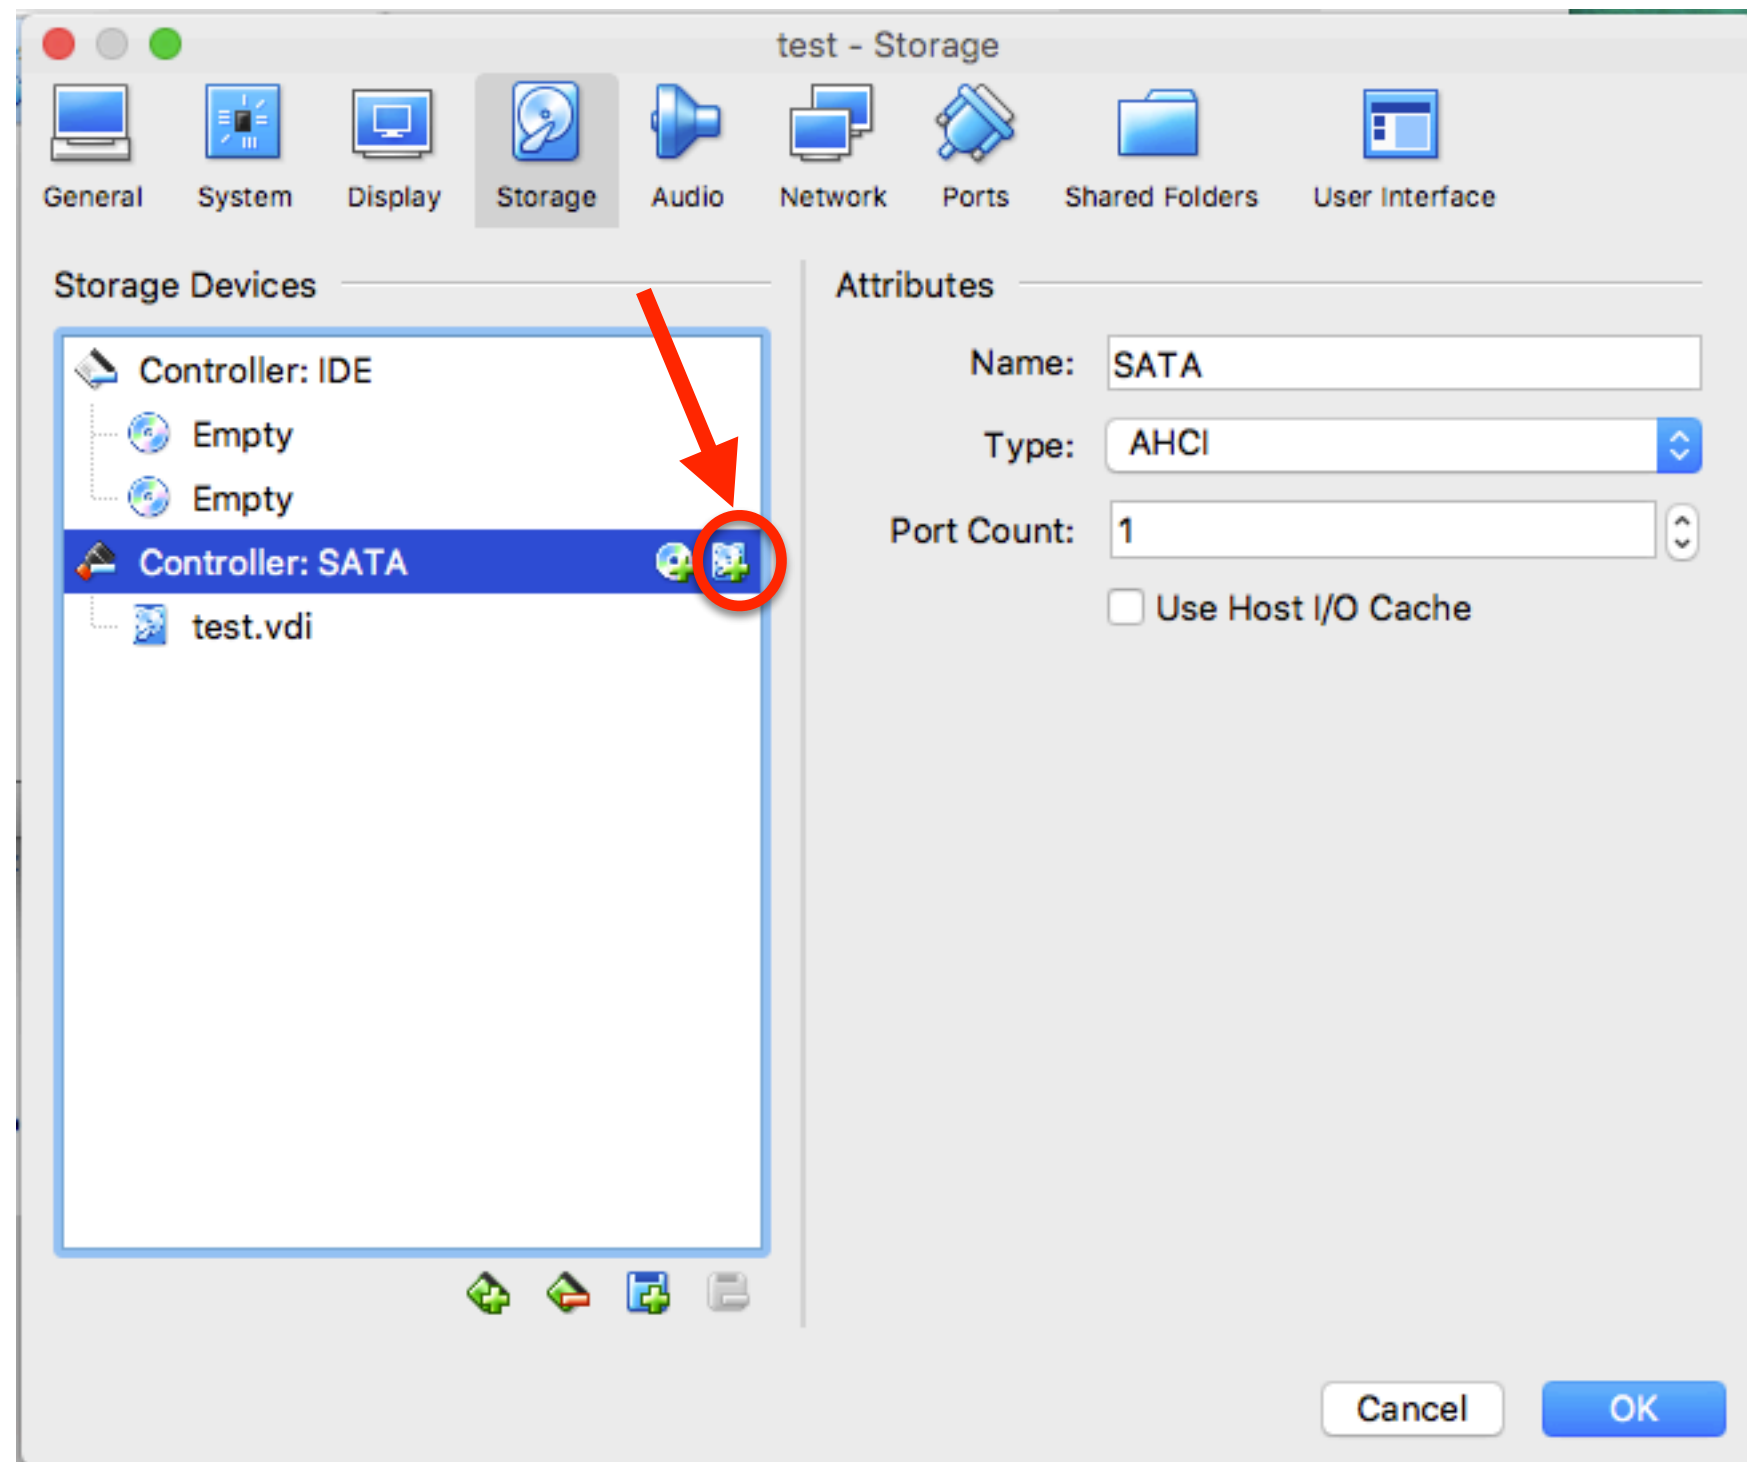 test - Storage
General System Display Storage Audio Network Ports Shared Folders User Interface
Storage Devices
Controller: IDE
Empty
Empty
Controller: SATA
test.vdi
Attributes
Name: SATA
Type: AHCI
Port Count: 1
Use Host I/O Cache
Cancel OK